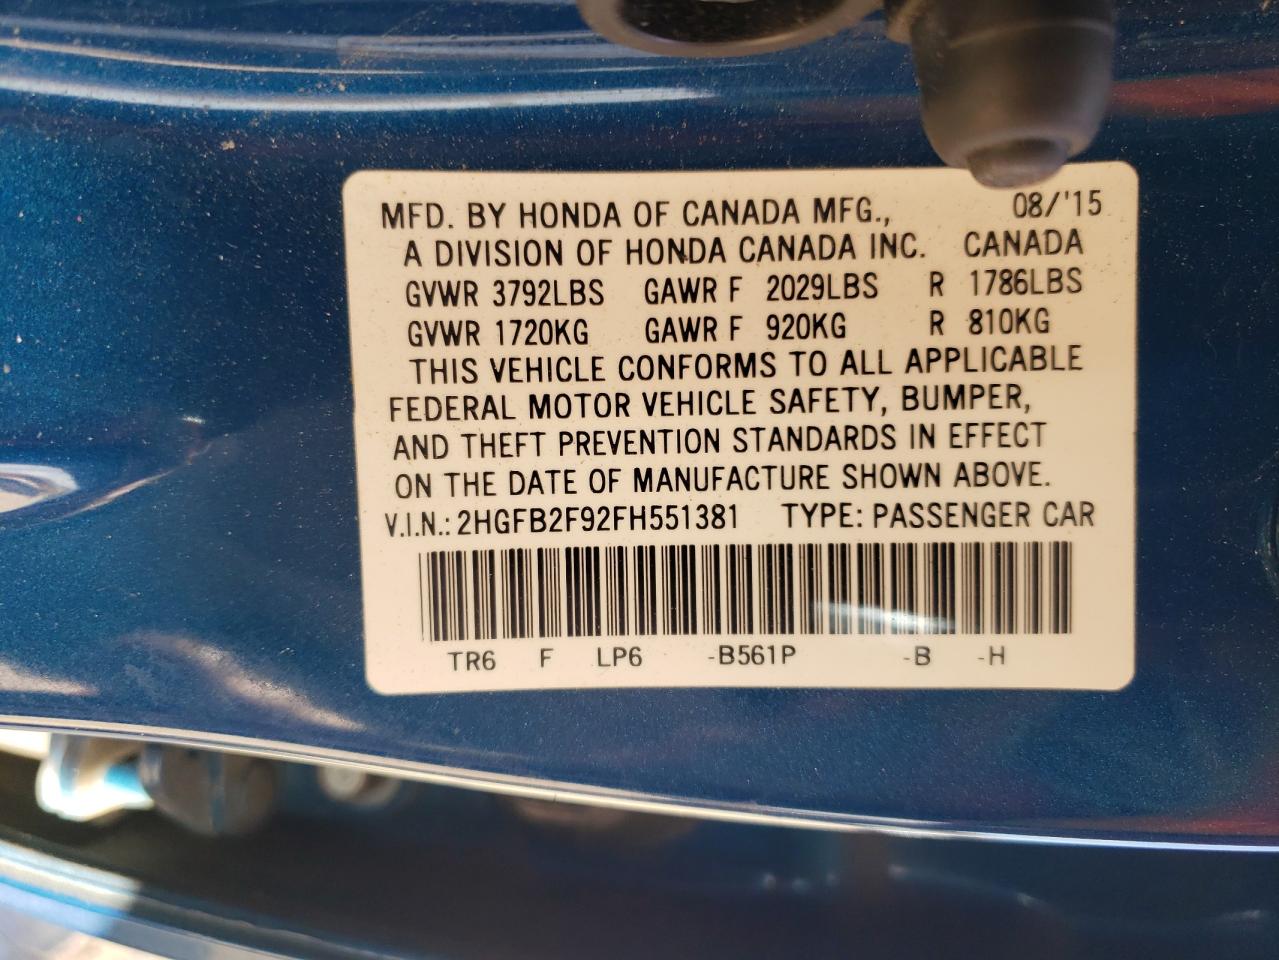 MFD. BY HONDA OF CANADA MFG., 08/'15
A DIVISION OF HONDA CANADA INC. CANADA
GVWR 3792LBS GAWR F 2029LBS R 1786LBS
GVWR 1720KG GAWR F 920KG R 810KG
THIS VEHICLE CONFORMS TO ALL APPLICABLE
FEDERAL MOTOR VEHICLE SAFETY, BUMPER,
AND THEFT PREVENTION STANDARDS IN EFFECT
ON THE DATE OF MANUFACTURE SHOWN ABOVE.
V.I.N.: 2HGFB2F92FH551381 TYPE: PASSENGER CAR
TR6 F LP6 -B561P -B -H